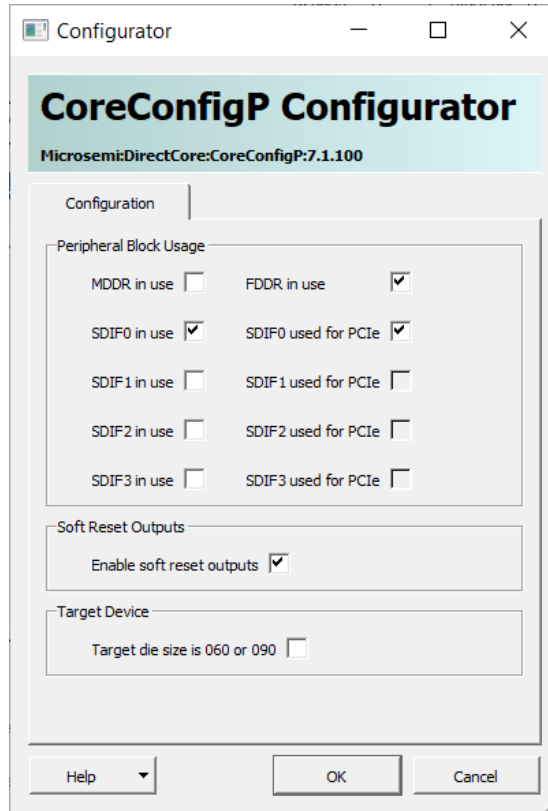 Configurator
CoreConfigP Configurator
Microsemi:DirectCore:CoreConfigP:7.1.100
Configuration
Peripheral Block Usage
MDDR in use FDDR in use
SDIF0 in use SDIF0 used for PCIe
SDIF1 in use SDIF1 used for PCIe
SDIF2 in use SDIF2 used for PCIe
SDIF3 in use SDIF3 used for PCIe
Soft Reset Outputs
Enable soft reset outputs
Target Device
Target die size is 060 or 090
Help OK Cancel